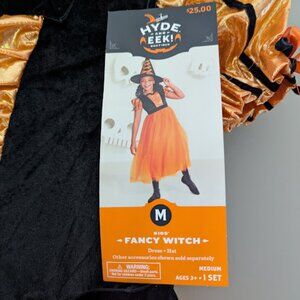 $25.00
HYDE
AND
EEK!
BOUTIQUE
M
KIDS'
FANCY WITCH
Dress • Hat
Other accessories shown sold separately
WARNING:
MEDIUM
AGES 3+ • 1 SET